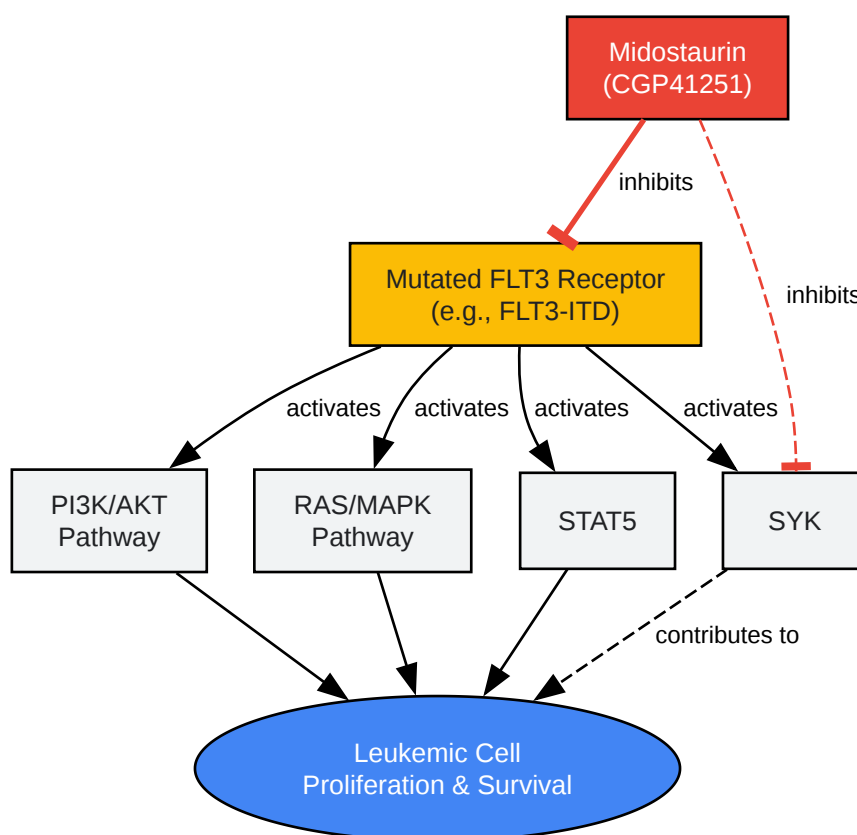 Midostaurin
(CGP41251)
inhibits
Mutated FLT3 Receptor
(e.g., FLT3-ITD)
inhibits
activates
activates
activates
activates
PI3K/AKT
Pathway
RAS/MAPK
Pathway
STAT5
SYK
contributes to
Leukemic Cell
Proliferation & Survival